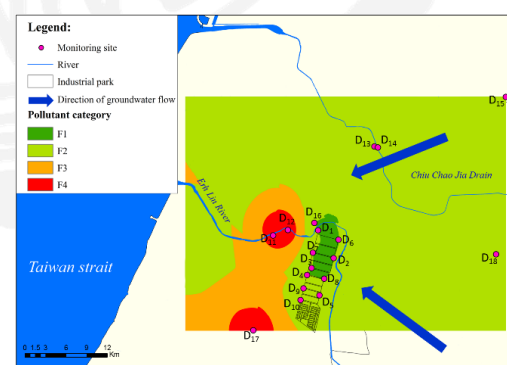 Legend:
Monitoring site
River
Industrial park
Direction of groundwater flow
Pollutant category
F1
F2
F3
F4
D15
D13 D14
Chiu Chao Jia Drain
Erh Lin River
D16
D12 D1
D11 D6
D7
D2 D18
D3
Taiwan strait
D4 D8
D9
D5
D10
D17
0 1.5 3 6 9 12
Km